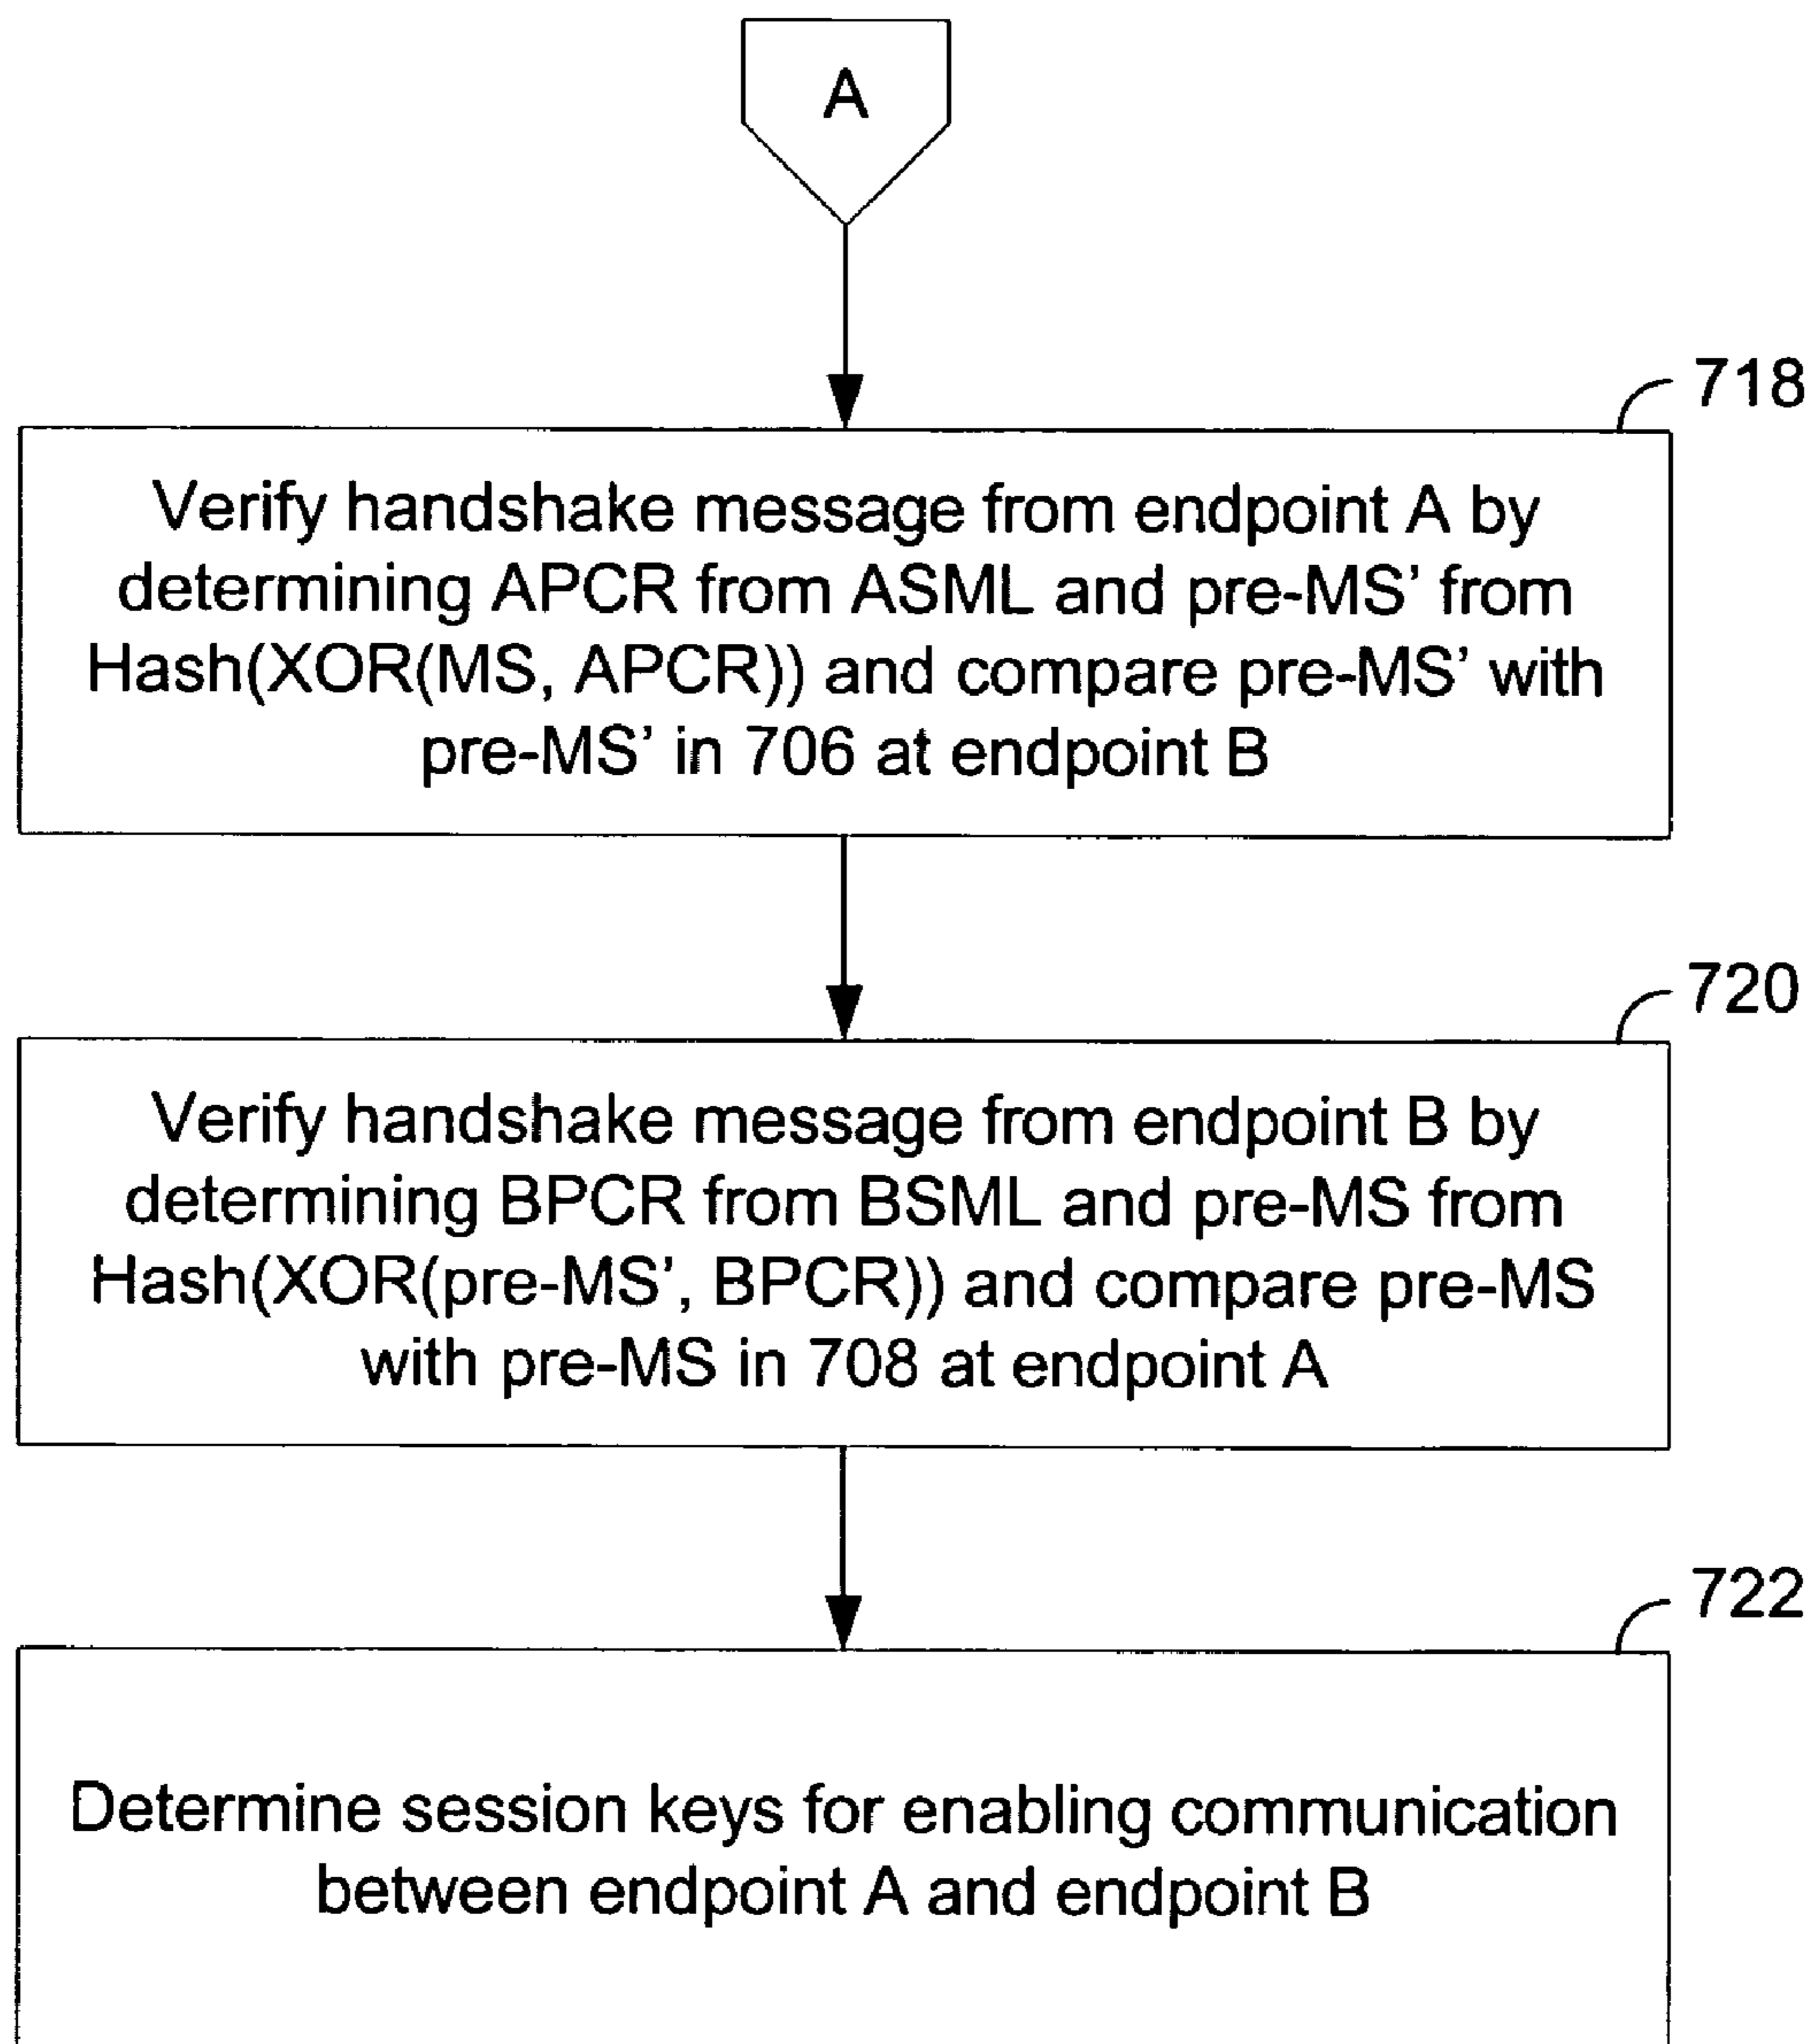 A
718
Verify handshake message from endpoint A by
determining APCR from ASML and pre-MS’ from
Hash(XOR(MS, APCR)) and compare pre-MS’ with
pre-MS’ in 706 at endpoint B
720
Verify handshake message from endpoint B by
determining BPCR from BSML and pre-MS from
Hash(XOR(pre-MS’, BPCR)) and compare pre-MS
with pre-MS in 708 at endpoint A
722
Determine session keys for enabling communication
between endpoint A and endpoint B